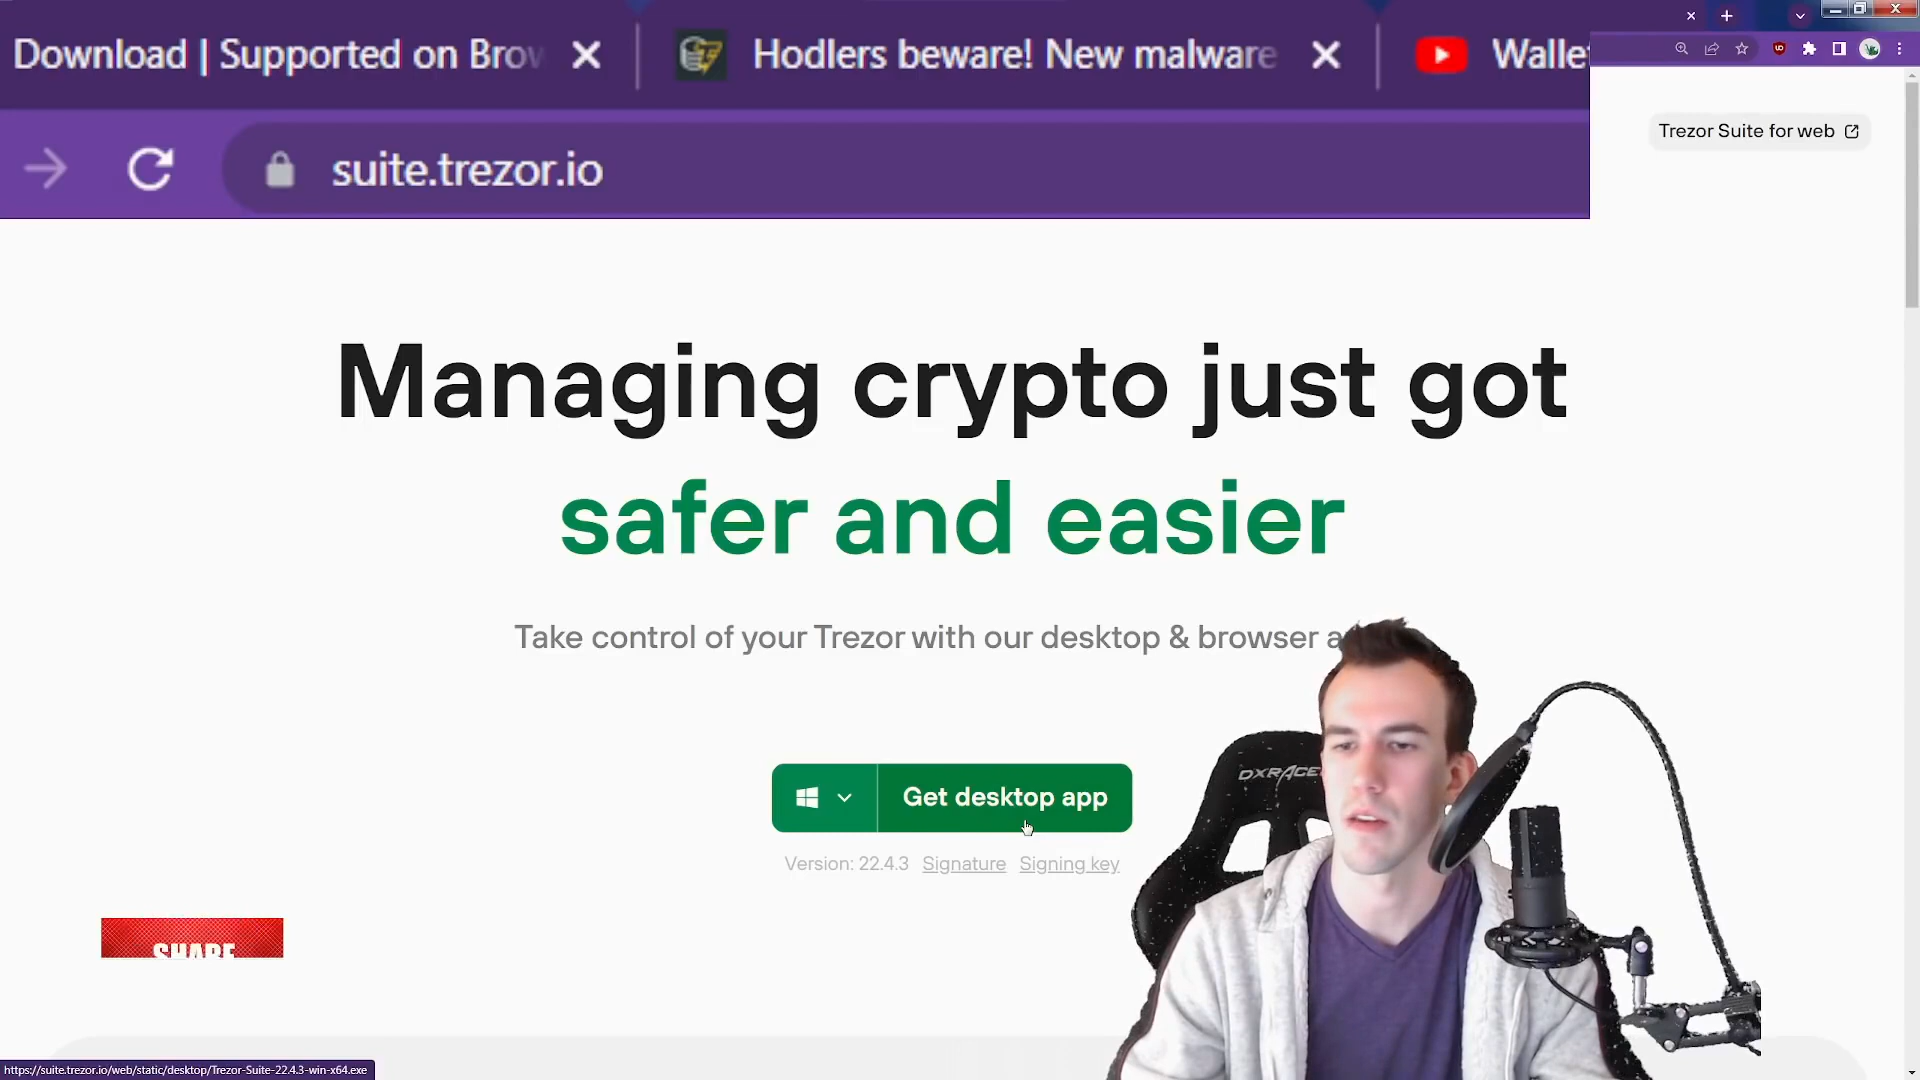 Download | Supported on Brow
Hodlers beware! New malware
Walle
suite.trezor.io
Trezor Suite for web
Managing crypto just got
safer and easier
Take control of your Trezor with our desktop & browser a
Get desktop app
Version: 22.4.3 Signature Signing key
DXRACE
SHARE
https://suite.trezor.io/web/static/desktop/Trezor-Suite-22.4.3-win-x64.exe